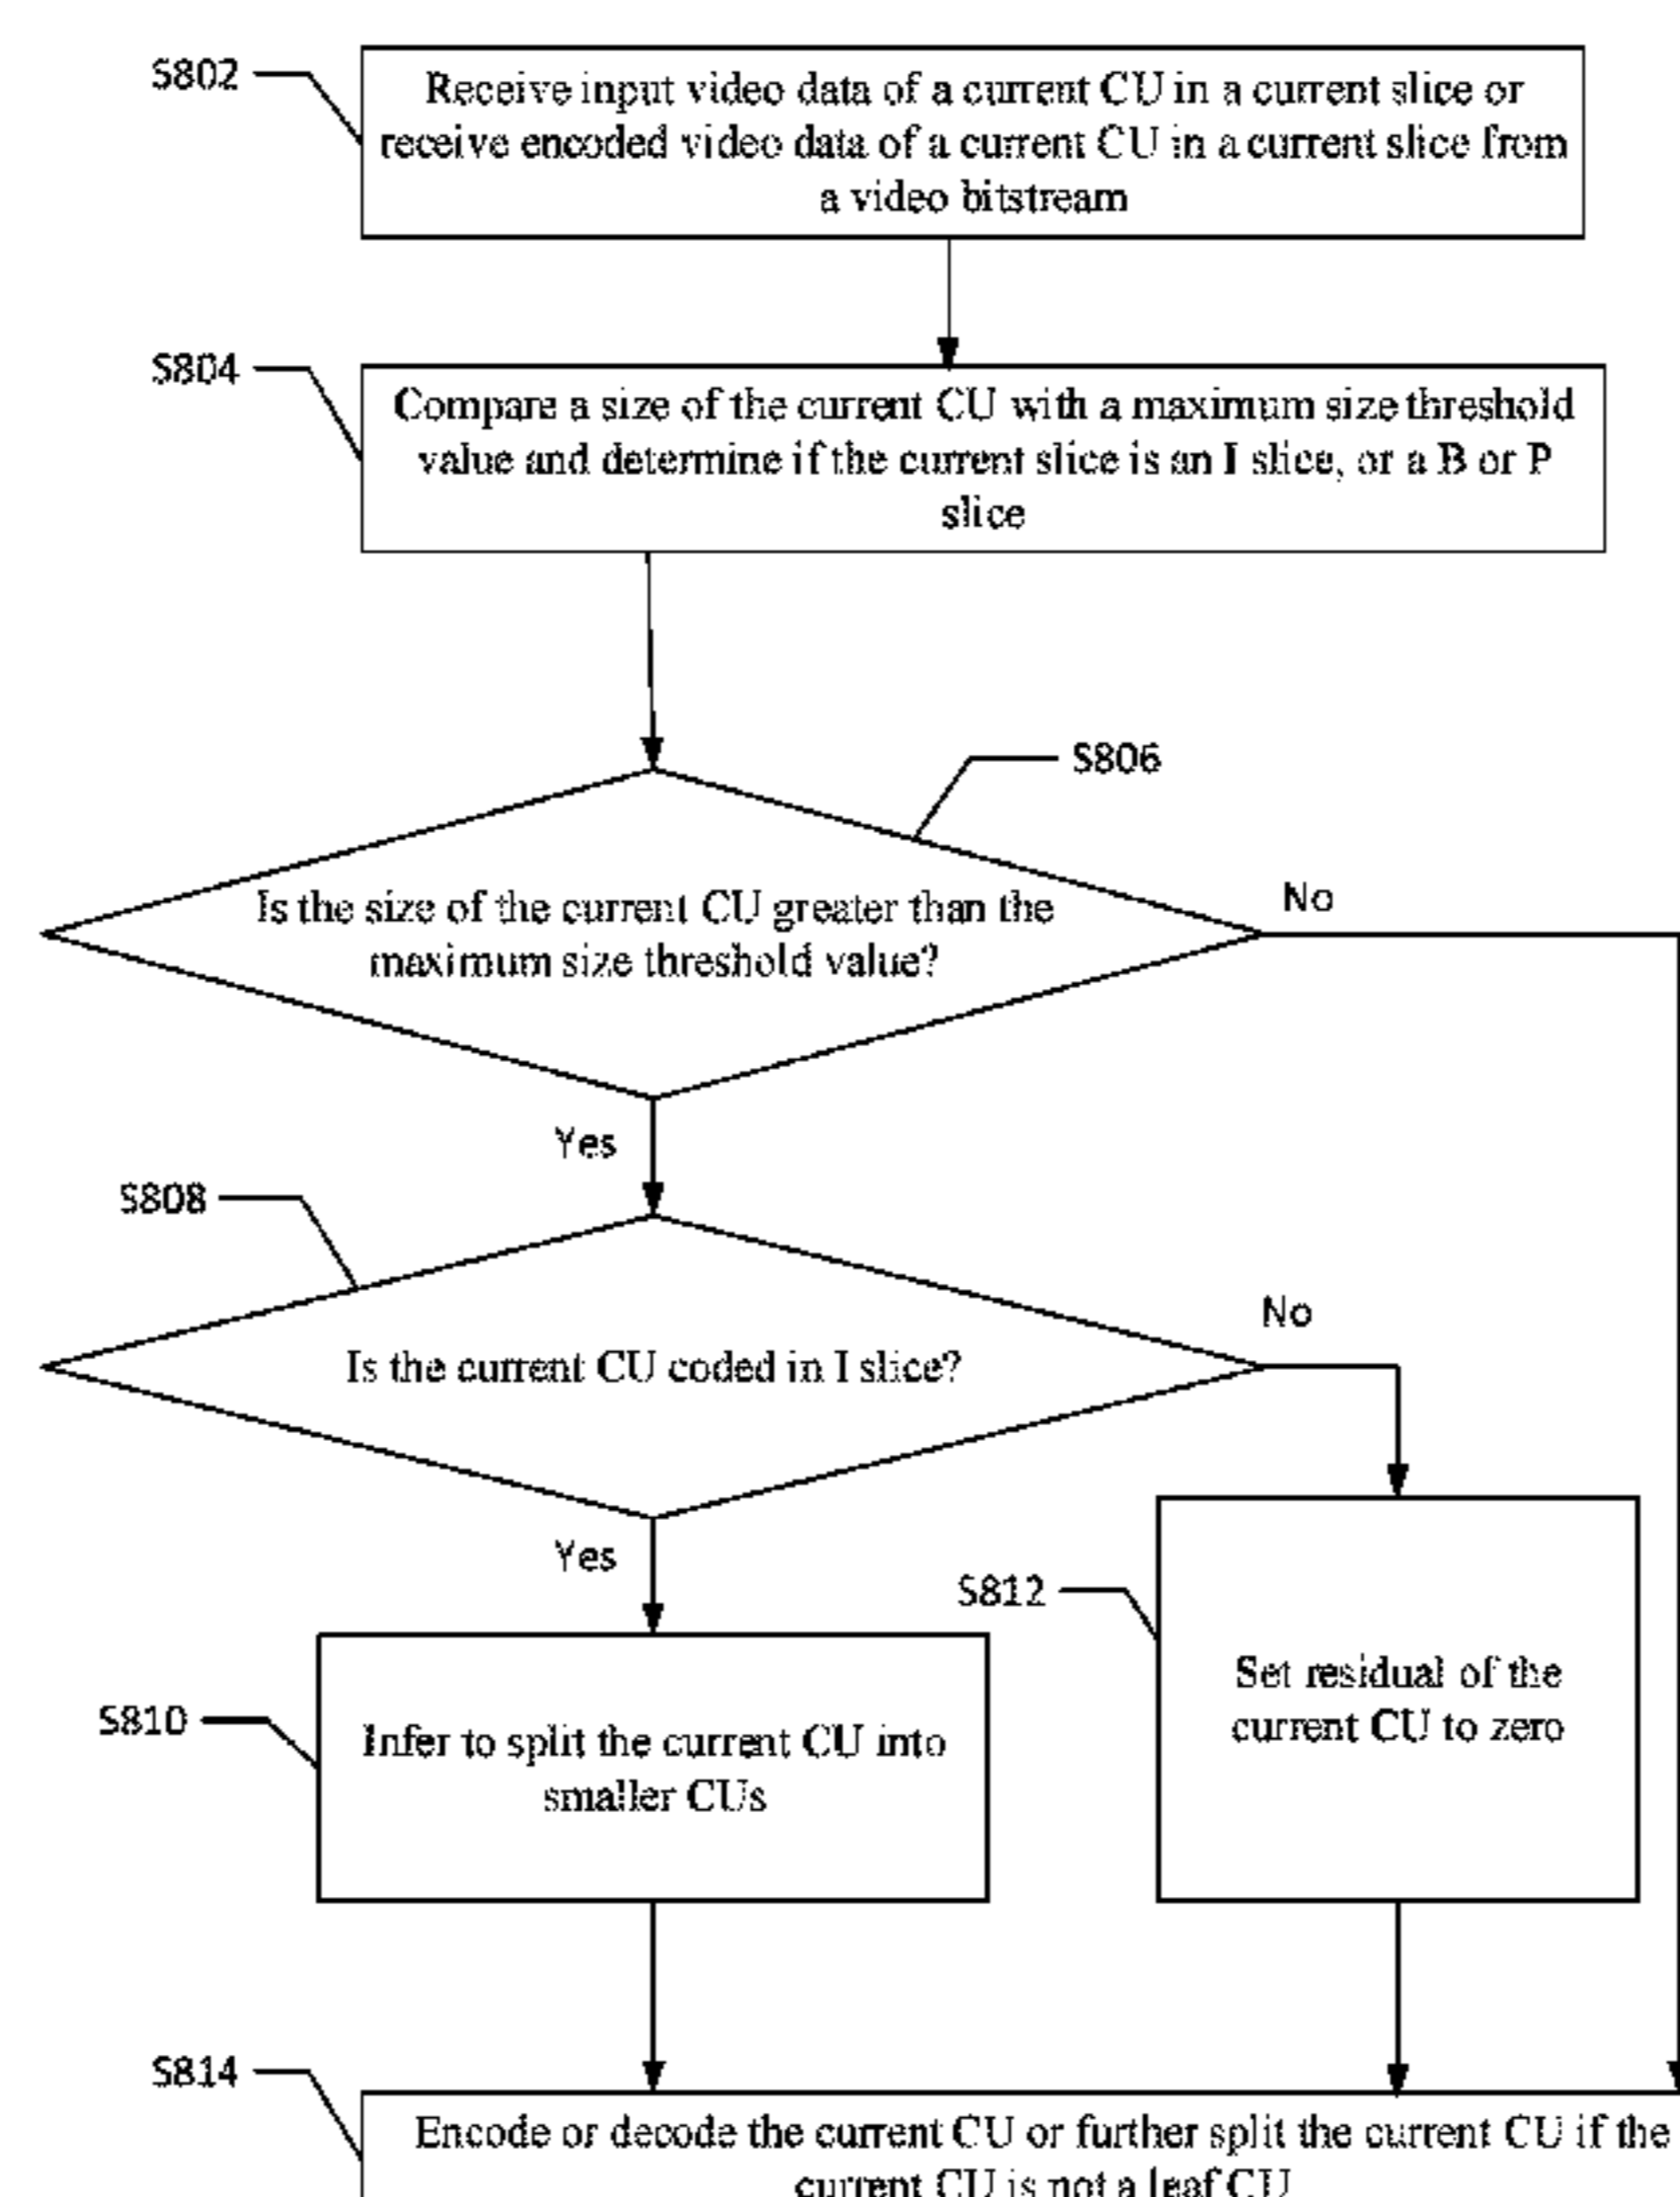 S802
Receive input video data of a current CU in a current slice or
receive encoded video data of a current CU in a current slice from
a video bitstream
S804
Compare a size of the current CU with a maximum size threshold
value and determine if the current slice is an I slice, or a B or P
slice
S806
Is the size of the current CU greater than the
maximum size threshold value?
No
Yes
S808
Is the current CU coded in I slice?
No
Yes
S812
Set residual of the
current CU to zero
S810
Infer to split the current CU into
smaller CUs
S814
Encode or decode the current CU or further split the current CU if the
current CU is not a leaf CU